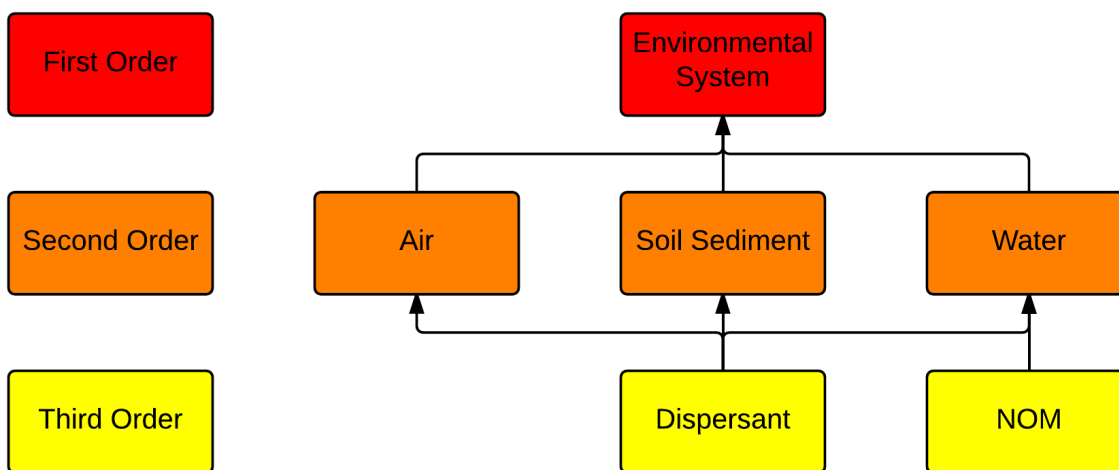 First Order
Environmental
System
Second Order
Air
Soil Sediment
Water
Third Order
Dispersant
NOM